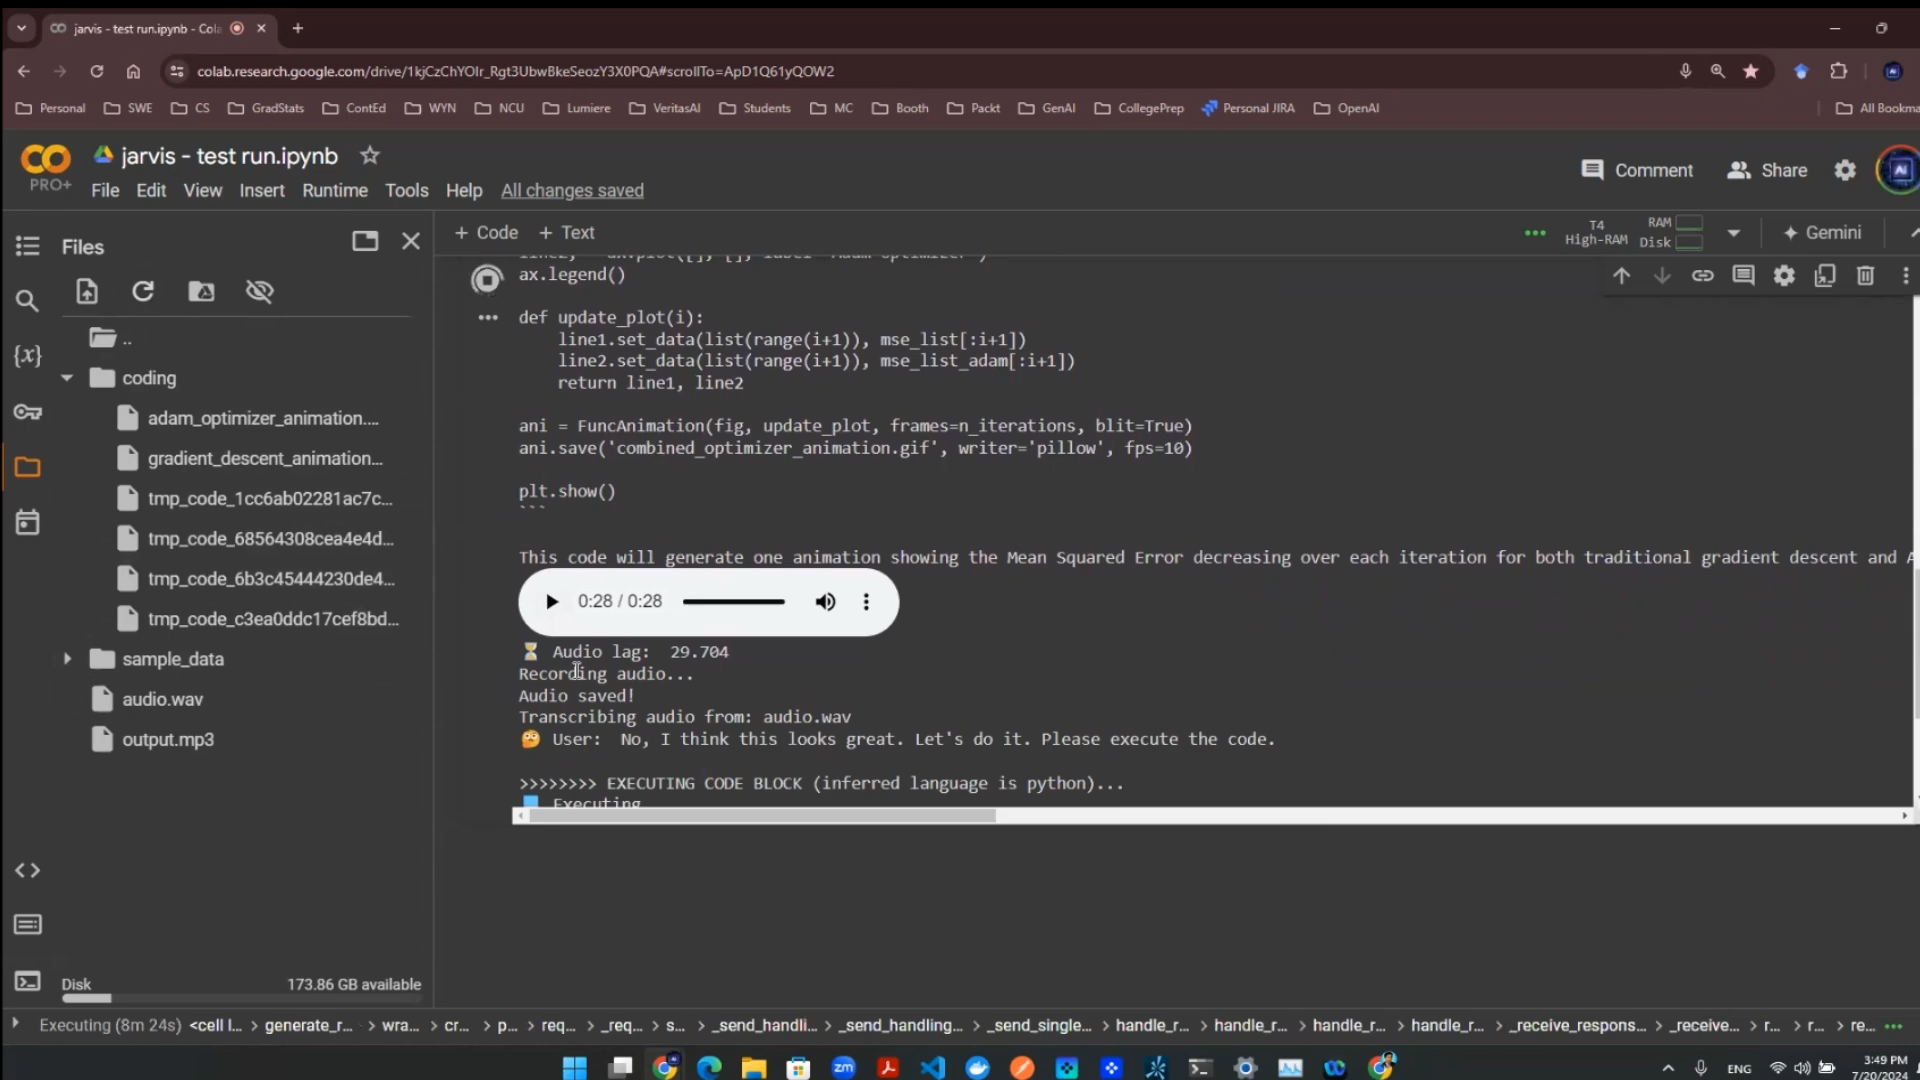 jarvis - test run.ipynb - Cola
colab.research.google.com/drive/1kjCzChYOIr_Rgt3UbwBkeSeozY3X0PQA#scrollTo=ApD1Q61yQOW2
Personal SWE CS GradStats ContEd WYN NCU Lumiere VeritasAI Students MC Booth Packt GenAI CollegePrep Personal JIRA OpenAI All Bookma
CO PRO+
jarvis - test run.ipynb
File Edit View Insert Runtime Tools Help All changes saved
Comment Share
AI
Files
+ Code + Text
T4 High-RAM
RAM
Disk
Gemini
..
coding
adam_optimizer_animation....
gradient_descent_animation...
tmp_code_1cc6ab02281ac7c...
tmp_code_68564308cea4e4d...
tmp_code_6b3c45444230de4...
tmp_code_c3ea0ddc17cef8bd...
sample_data
audio.wav
output.mp3
{x}
Disk 173.86 GB available
ax.legend()
def update_plot(i):
line1.set_data(list(range(i+1)), mse_list[:i+1])
line2.set_data(list(range(i+1)), mse_list_adam[:i+1])
return line1, line2
ani = FuncAnimation(fig, update_plot, frames=n_iterations, blit=True)
ani.save('combined_optimizer_animation.gif', writer='pillow', fps=10)
plt.show()
```
This code will generate one animation showing the Mean Squared Error decreasing over each iteration for both traditional gradient descent and A
0:28 / 0:28
⏳ Audio lag: 29.704
Recording audio...
Audio saved!
Transcribing audio from: audio.wav
🤔 User: No, I think this looks great. Let's do it. Please execute the code.
>>>>>>>> EXECUTING CODE BLOCK (inferred language is python)...
Executing
Executing (8m 24s) <cell l... > generate_r... > wra... > cr... > p... > req... > _req... > s... > _send_handli... > _send_handling... > _send_single... > handle_r... > handle_r... > handle_r... > handle_r... > _receive_respons... > _receive... > r... > r... > re...
zm
ENG
3:49 PM
7/20/2024